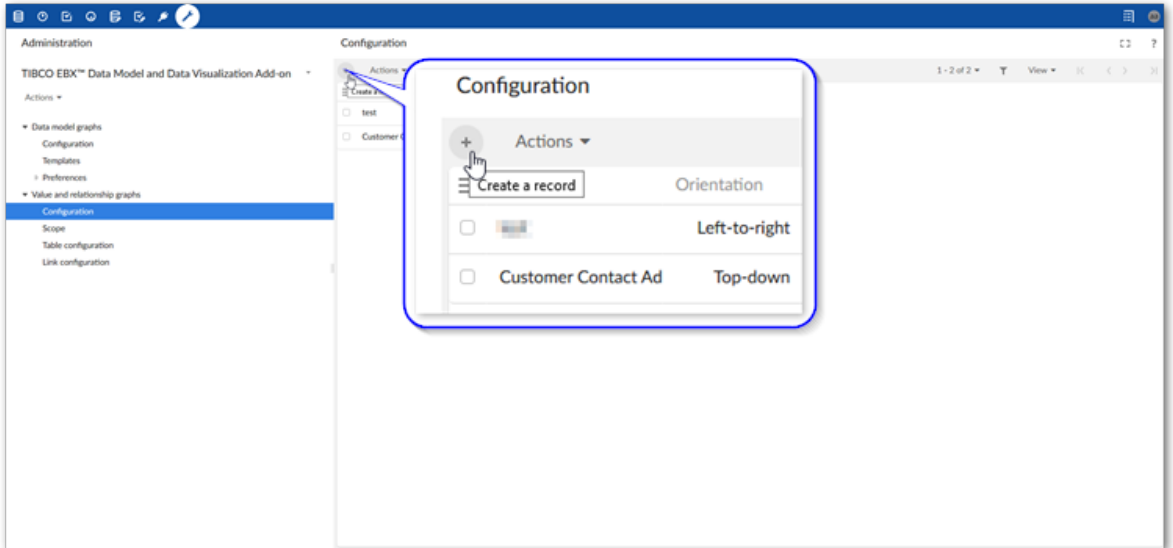 Administration
Configuration
?
TIBCO EBX™ Data Model and Data Visualization Add-on
Actions
1 - 2 of 2
View
Actions
Create a
Data model graphs
test
Configuration
Customer C
Templates
Preferences
Value and relationship graphs
Configuration
Scope
Table configuration
Link configuration
Configuration
+
Actions
Create a record
Orientation
Left-to-right
Customer Contact Ad
Top-down